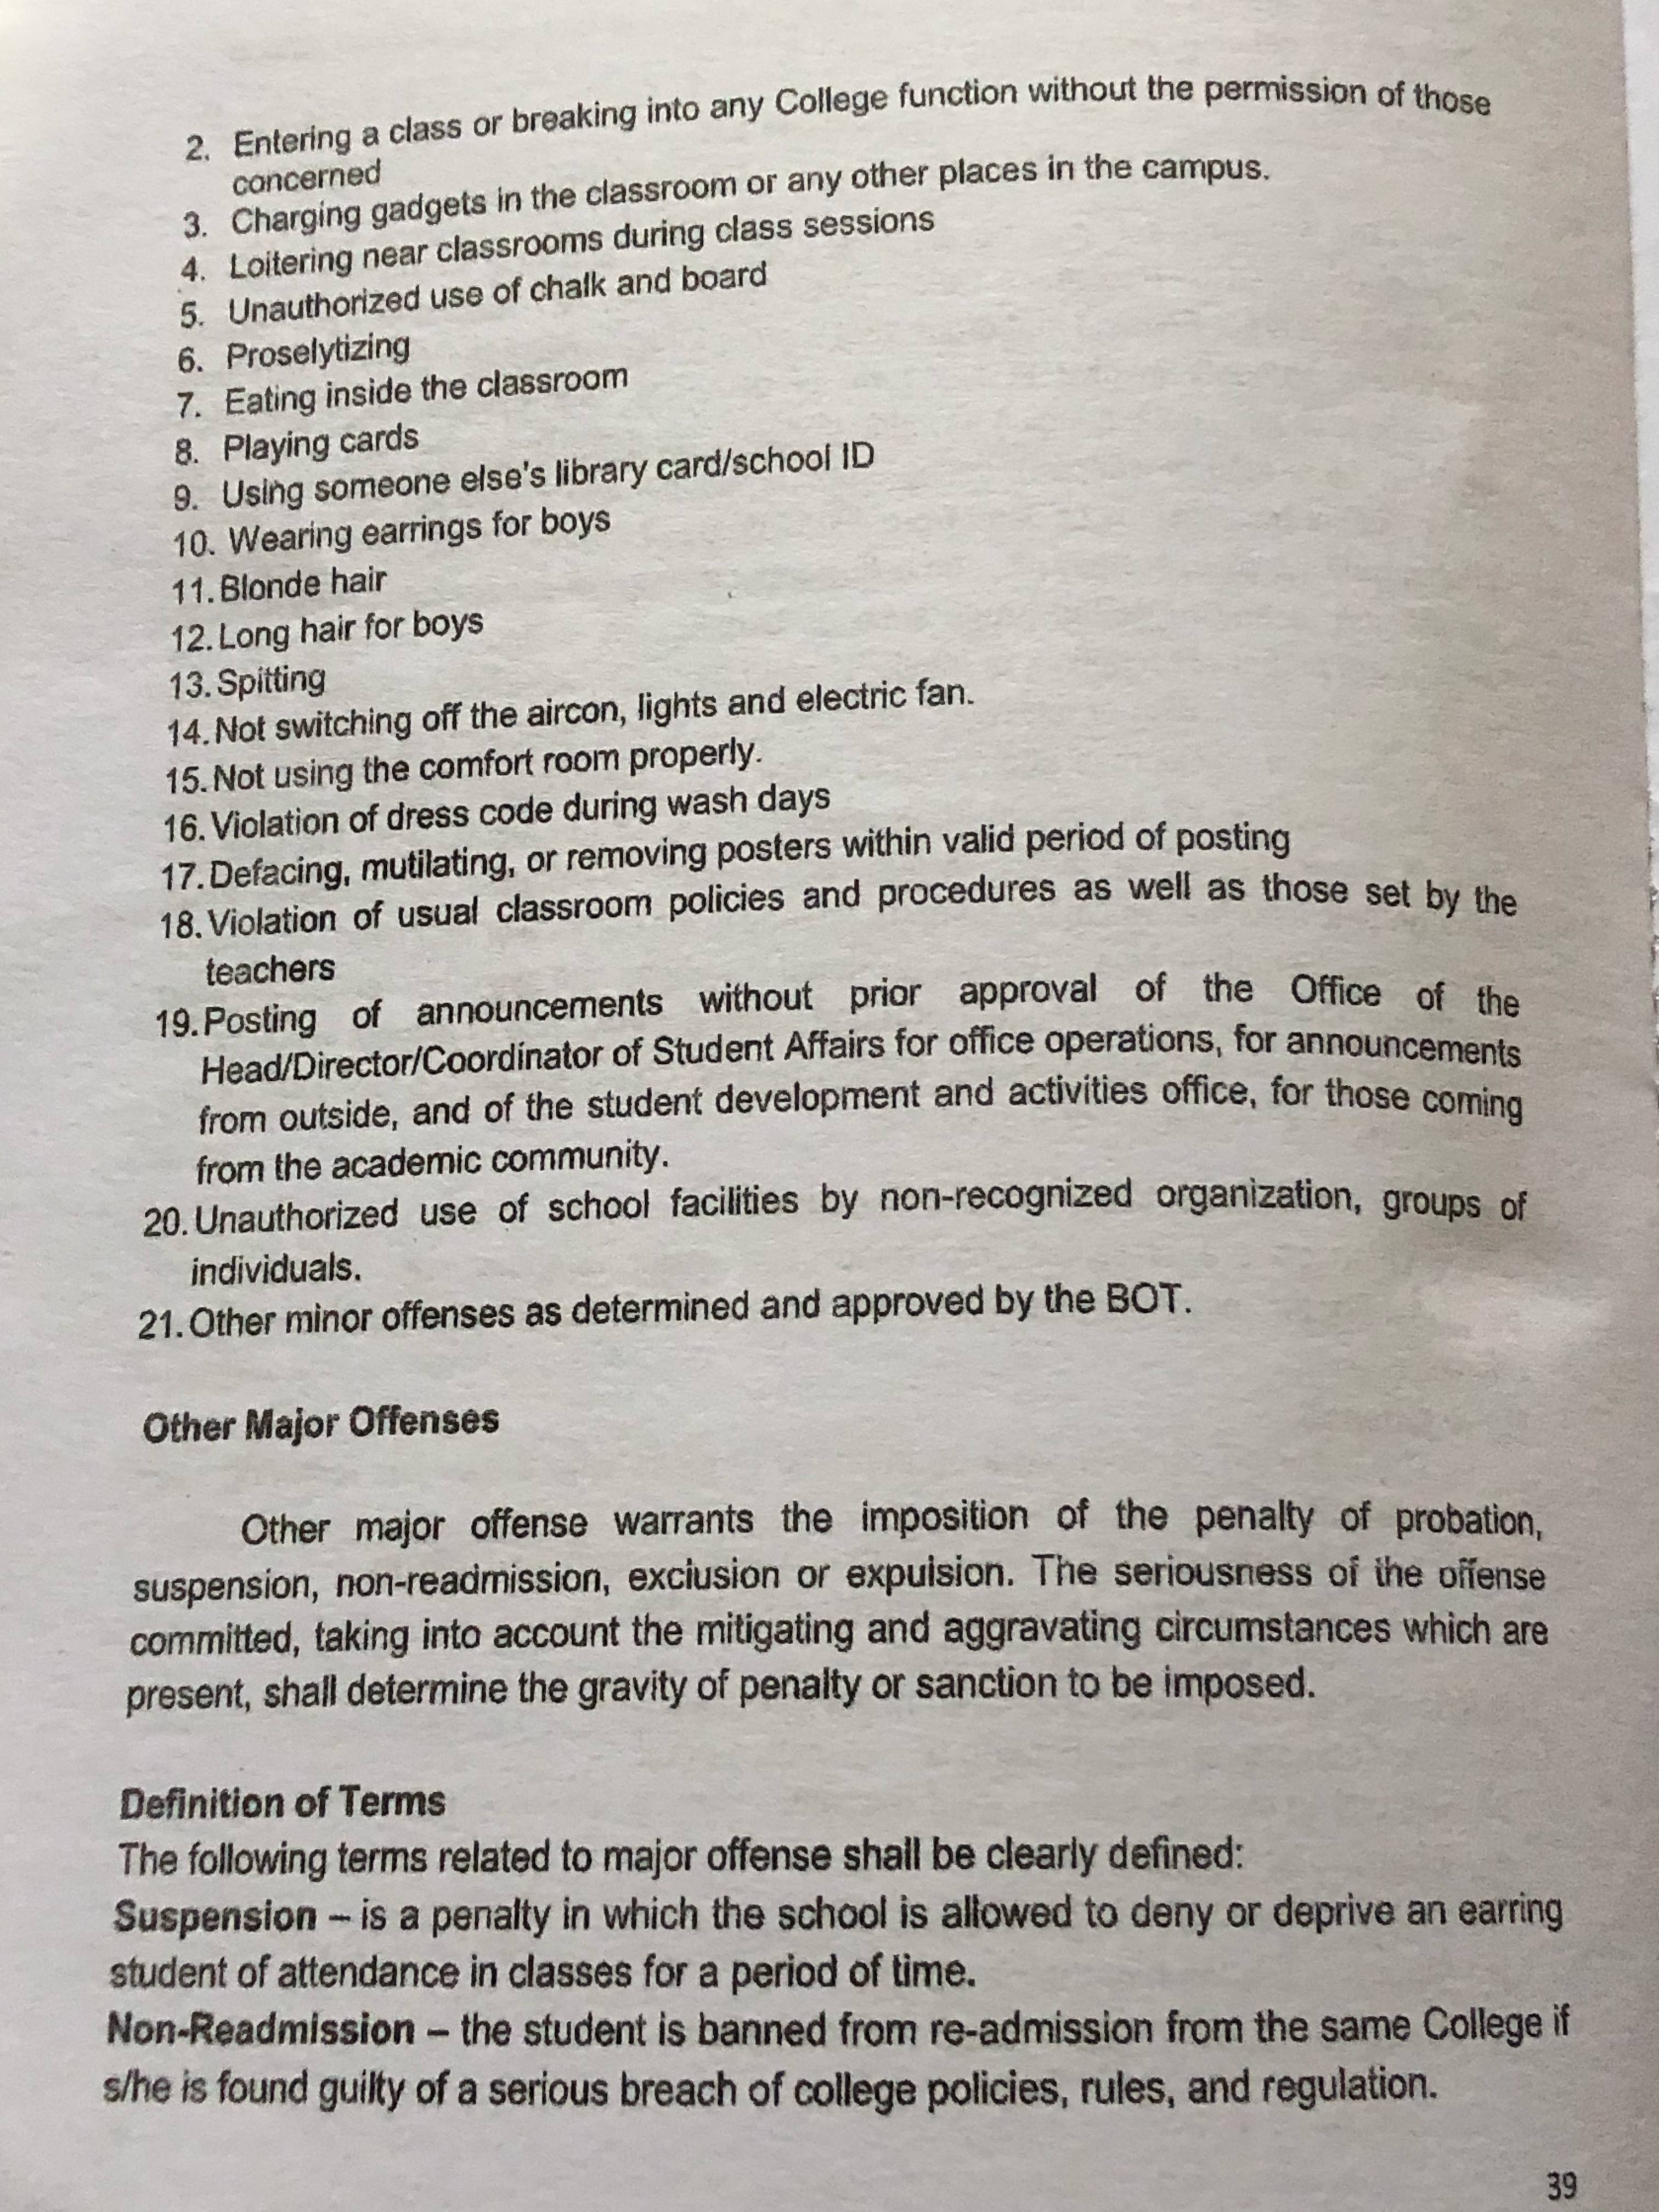 2. Entering a class or breaking into any College function without the permission of those
concerned
3. Charging gadgets in the classroom or any other places in the campus.
4. Loitering near classrooms during class sessions
5. Unauthorized use of chalk and board
6. Proselytizing
7. Eating inside the classroom
8. Playing cards
9. Using someone else's library card/school ID
10. Wearing earrings for boys
11. Blonde hair
12. Long hair for boys
13. Spitting
14. Not switching off the aircon, lights and electric fan.
15. Not using the comfort room properly.
16. Violation of dress code during wash days
17. Defacing, mutilating, or removing posters within valid period of posting
18. Violation of usual classroom policies and procedures as well as those set by the
teachers
19. Posting of announcements without prior approval of the Office of the
Head/Director/Coordinator of Student Affairs for office operations, for announcements
from outside, and of the student development and activities office, for those coming
from the academic community.
20. Unauthorized use of school facilities by non-recognized organization, groups of
individuals.
21. Other minor offenses as determined and approved by the BOT.
Other Major Offenses
Other major offense warrants the imposition of the penalty of probation,
suspension, non-readmission, exclusion or expulsion. The seriousness of the offense
committed, taking into account the mitigating and aggravating circumstances which are
present, shall determine the gravity of penalty or sanction to be imposed.
Definition of Terms
The following terms related to major offense shall be clearly defined:
Suspension – is a penalty in which the school is allowed to deny or deprive an earring
student of attendance in classes for a period of time.
Non-Readmission – the student is banned from re-admission from the same College if
s/he is found guilty of a serious breach of college policies, rules, and regulation.
39